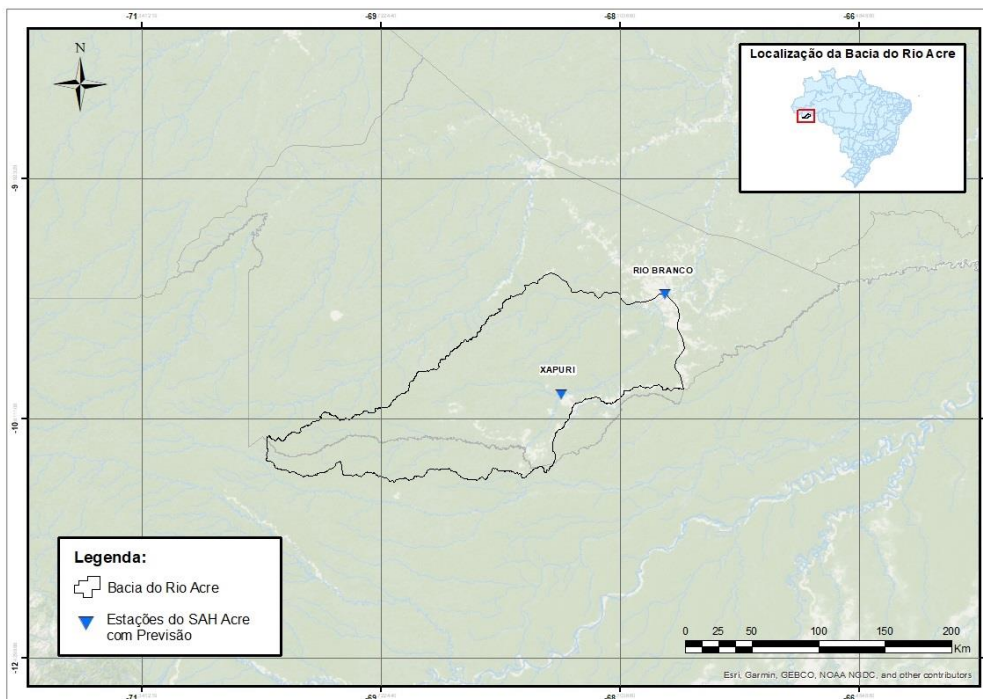 -71
-69
-68
-66
N
Localização da Bacia do Rio Acre
-9
RIO BRANCO
XAPURI
-10
Legenda:
Bacia do Rio Acre
Estações do SAH Acre
com Previsão
0 25 50 100 150 200
Km
-12
Esri, Garmin, GEBCO, NOAA NGDC, and other contributors
-71
-69
-68
-66